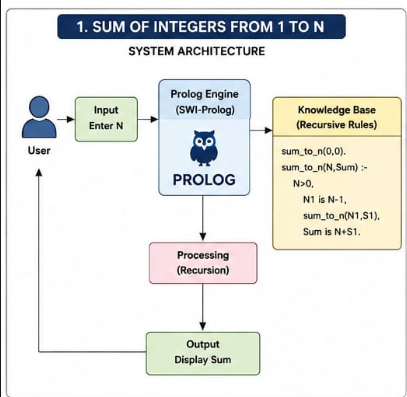 1. SUM OF INTEGERS FROM 1 TO N
SYSTEM ARCHITECTURE
User
Input
Enter N
Prolog Engine
(SWI-Prolog)
PROLOG
Knowledge Base
(Recursive Rules)
sum_to_n(0,0).
sum_to_n(N,Sum) :-
N>0,
N1 is N-1,
sum_to_n(N1,S1),
Sum is N+S1.
Processing
(Recursion)
Output
Display Sum